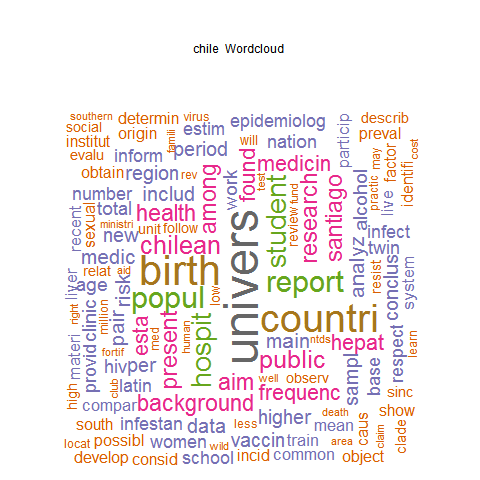 chile Wordcloud
southern
determin
virus
epidemiolog
describ
social
origin
estim
particip
preval
institut
famili
period
will
nation
may
evalu
inform
among
found
medicin
factor
cost
obtain
region
rev
work
test
student
research
santiago
practic
identifi
number
includ
review
fund
alcohol
live
recent
sexual
total
health
univers
analyz
ministri
unit
follow
infect
new
chilean
twin
medic
birth
report
conclus
resist
system
relat
aid
liver
age
risk
popul
low
countri
right
million
clinic
provid
pair
esta
present
hospit
med
human
main
ntds
hepat
respect
learn
materi
fortif
hiv
per
public
sampl
base
high
club
latin
aim
well
observ
frequenc
sinc
compar
background
less
higher
death
mean
caus
show
south
infestan
data
clade
locat
possibl
women
wild
vaccin
train
area
claim
develop
consid
school
incid
common
object